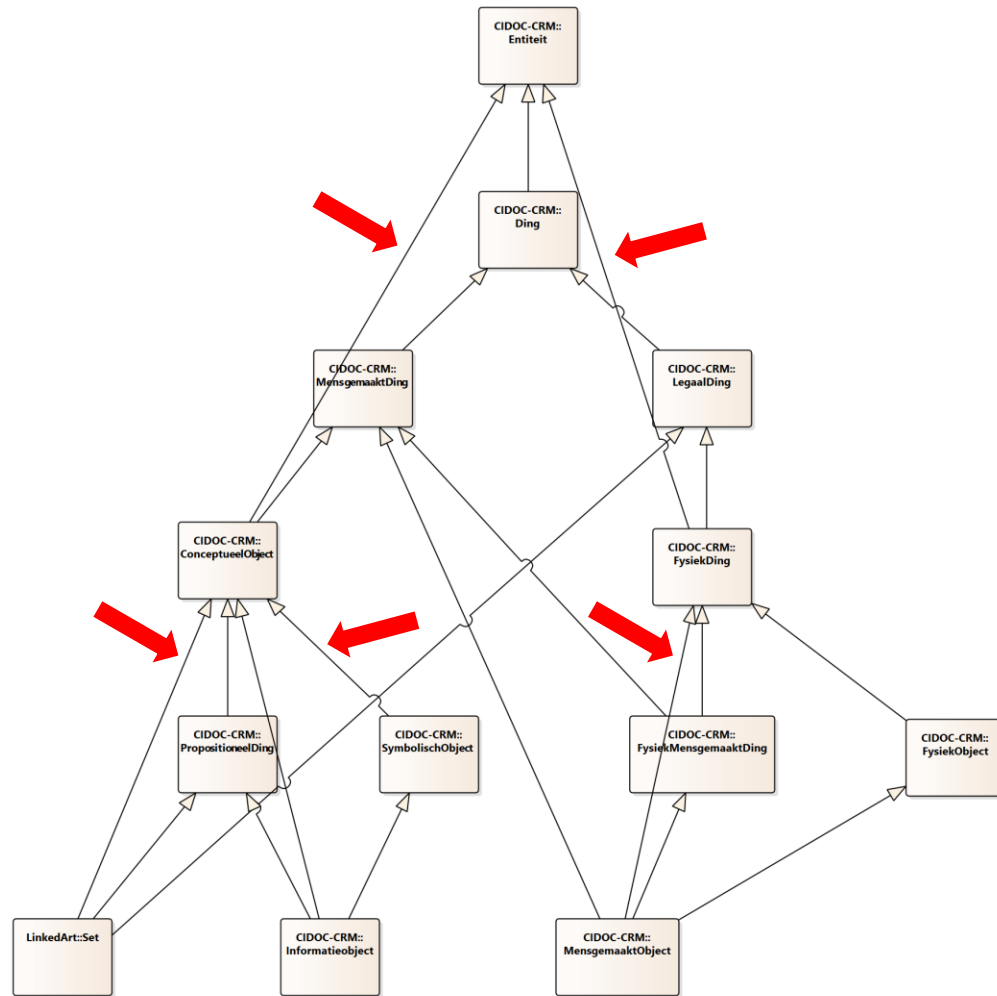 CIDOC-CRM::
Entiteit
CIDOC-CRM::
Ding
CIDOC-CRM::
MensgemaaktDing
CIDOC-CRM::
LegaalDing
CIDOC-CRM::
ConceptueelObject
CIDOC-CRM::
FysiekDing
CIDOC-CRM::
PropositioneelDing
CIDOC-CRM::
SymbolischObject
CIDOC-CRM::
FysiekMensgemaaktDing
CIDOC-CRM::
FysiekObject
LinkedArt::Set
CIDOC-CRM::
Informatieobject
CIDOC-CRM::
MensgemaaktObject